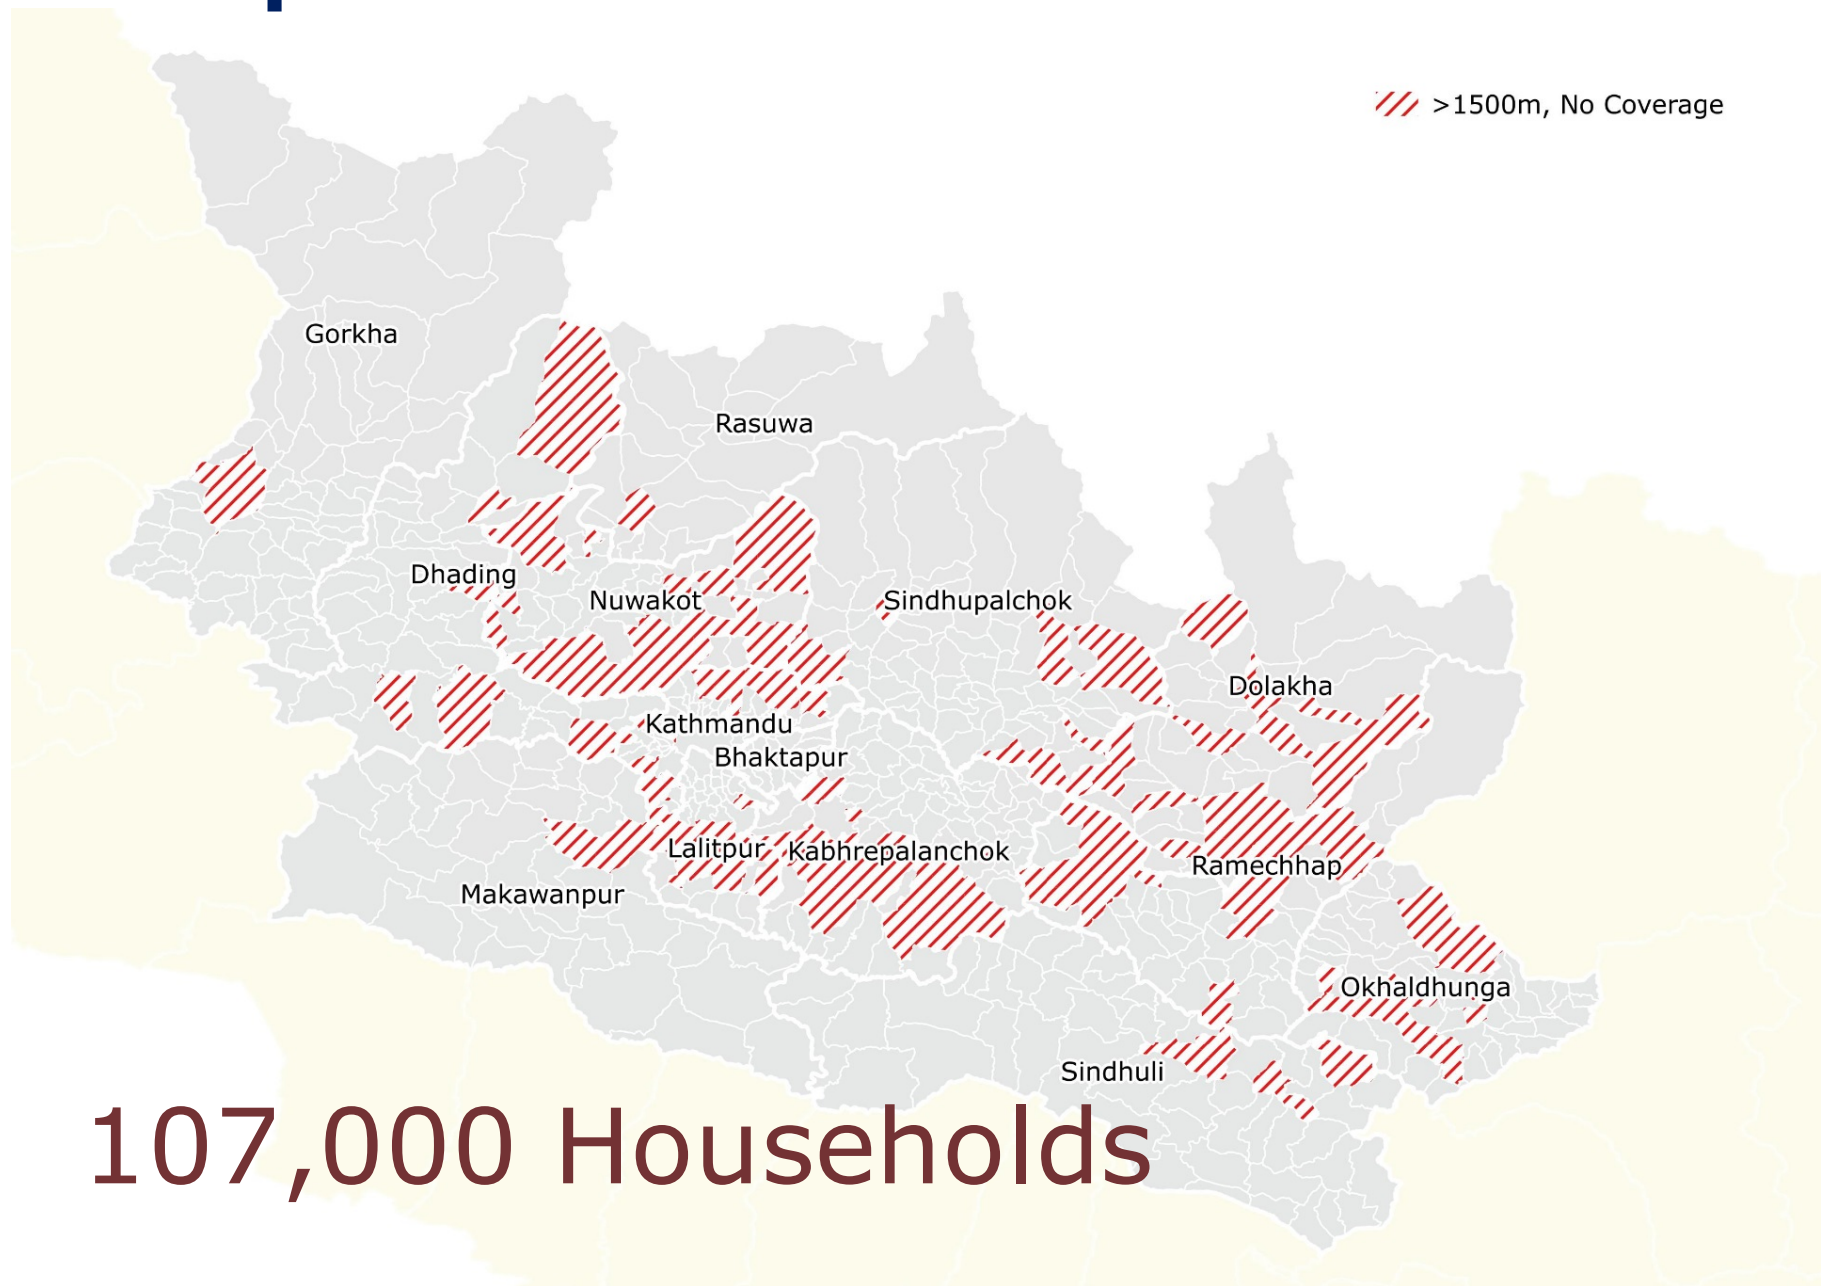 >1500m, No Coverage
Gorkha
Rasuwa
Dhading
Nuwakot
Sindhupalchok
Dolakha
Kathmandu
Bhaktapur
Lalitpur
Kabhrepalanchok
Ramechhap
Makawanpur
Okhaldhunga
Sindhuli
107,000 Households